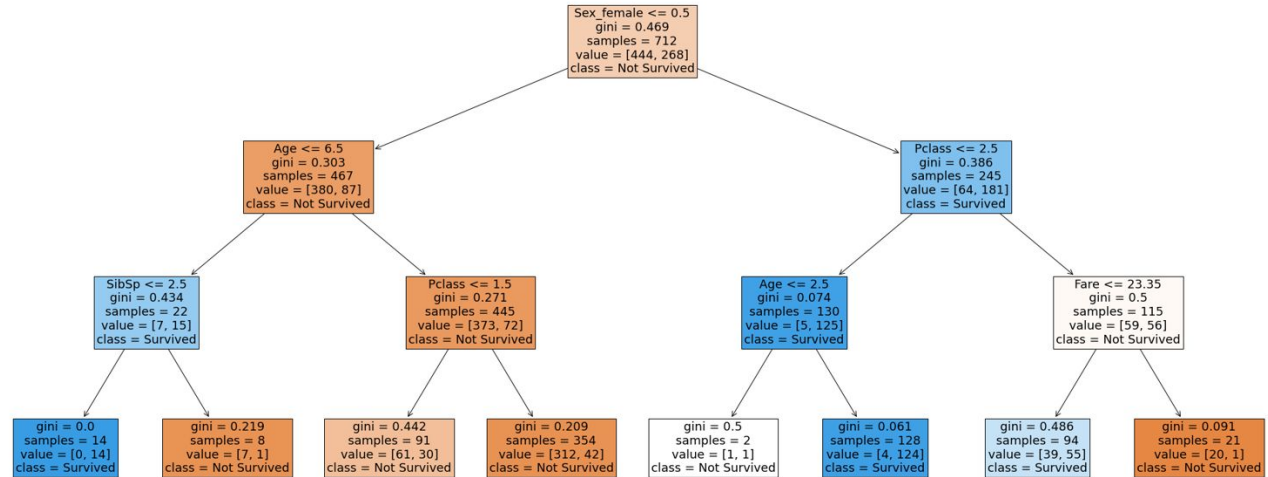 Sex_female <= 0.5
gini = 0.469
samples = 712
value = [444, 268]
class = Not Survived
Age <= 6.5
gini = 0.303
samples = 467
value = [380, 87]
class = Not Survived
Pclass <= 2.5
gini = 0.386
samples = 245
value = [64, 181]
class = Survived
SibSp <= 2.5
gini = 0.434
samples = 22
value = [7, 15]
class = Survived
Pclass <= 1.5
gini = 0.271
samples = 445
value = [373, 72]
class = Not Survived
Age <= 2.5
gini = 0.074
samples = 130
value = [5, 125]
class = Survived
Fare <= 23.35
gini = 0.5
samples = 115
value = [59, 56]
class = Not Survived
gini = 0.0
samples = 14
value = [0, 14]
class = Survived
gini = 0.219
samples = 8
value = [7, 1]
class = Not Survived
gini = 0.442
samples = 91
value = [61, 30]
class = Not Survived
gini = 0.209
samples = 354
value = [312, 42]
class = Not Survived
gini = 0.5
samples = 2
value = [1, 1]
class = Not Survived
gini = 0.061
samples = 128
value = [4, 124]
class = Survived
gini = 0.486
samples = 94
value = [39, 55]
class = Survived
gini = 0.091
samples = 21
value = [20, 1]
class = Not Survived